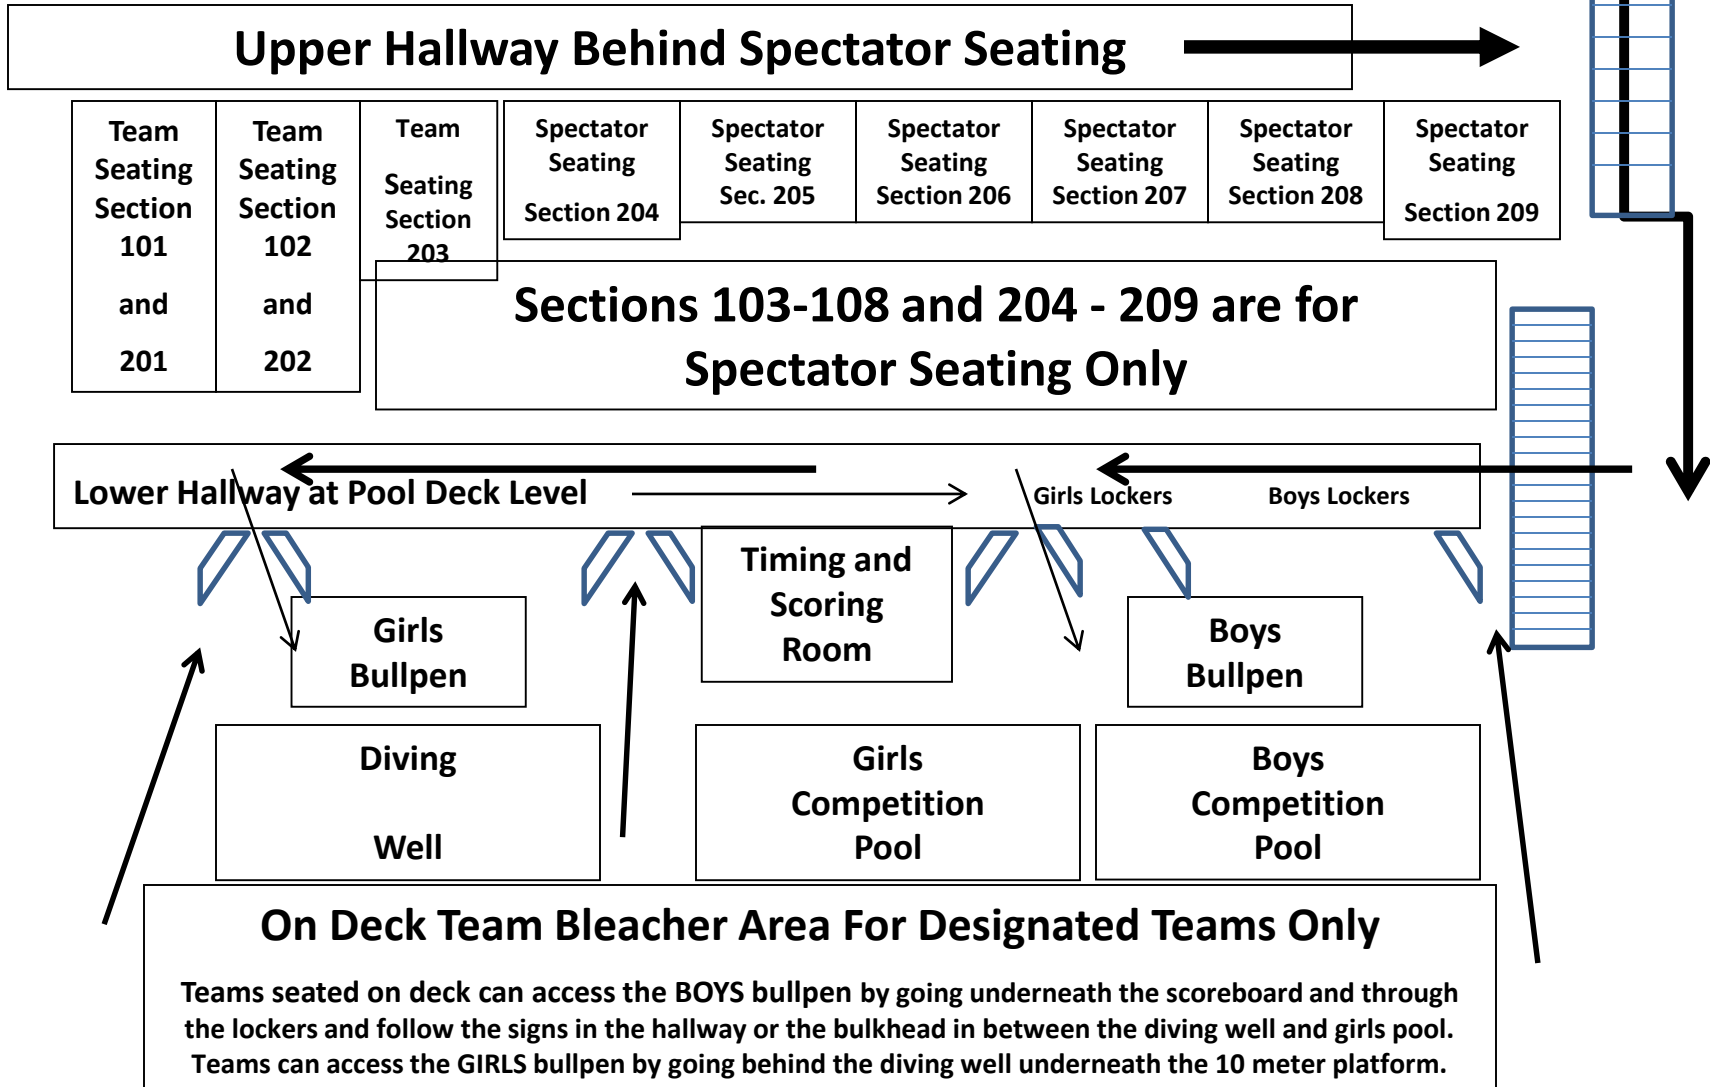 Upper Hallway Behind Spectator Seating
Team
Seating
Section
101
and
201
Team
Seating
Section
102
and
202
Team
Seating
Section
203
Spectator
Seating
Section 204
Spectator
Seating
Sec. 205
Spectator
Seating
Section 206
Spectator
Seating
Section 207
Spectator
Seating
Section 208
Spectator
Seating
Section 209
Sections 103-108 and 204 - 209 are for
Spectator Seating Only
Lower Hallway at Pool Deck Level
Girls Lockers
Boys Lockers
Girls
Bullpen
Timing and
Scoring
Room
Boys
Bullpen
Diving
Well
Girls
Competition
Pool
Boys
Competition
Pool
On Deck Team Bleacher Area For Designated Teams Only
Teams seated on deck can access the BOYS bullpen by going underneath the scoreboard and through
the lockers and follow the signs in the hallway or the bulkhead in between the diving well and girls pool.
Teams can access the GIRLS bullpen by going behind the diving well underneath the 10 meter platform.